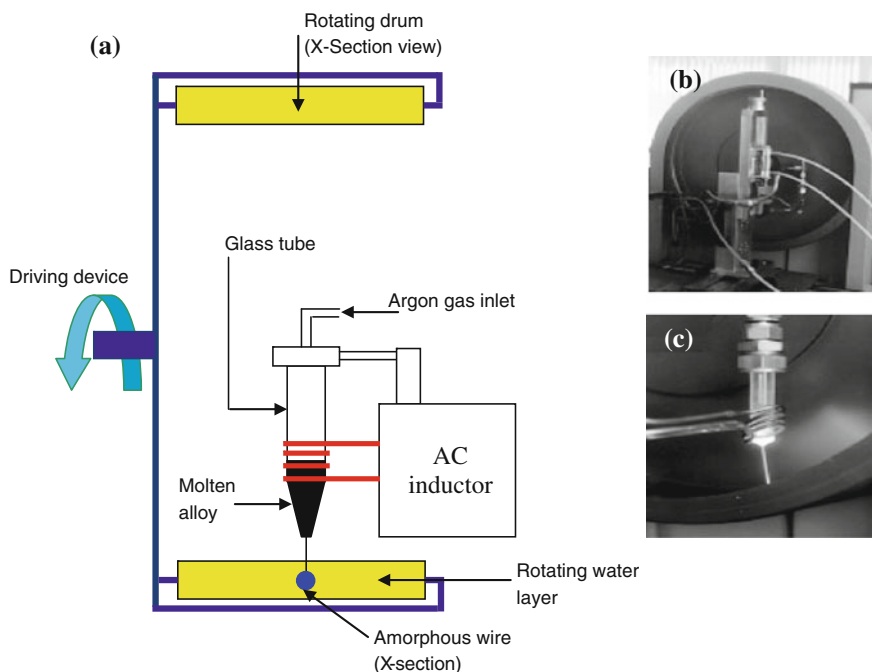 (a)
Rotating drum
(X-Section view)
(b)
Glass tube
Driving device
Argon gas inlet
(c)
AC
inductor
Molten
alloy
Rotating water
layer
Amorphous wire
(X-section)